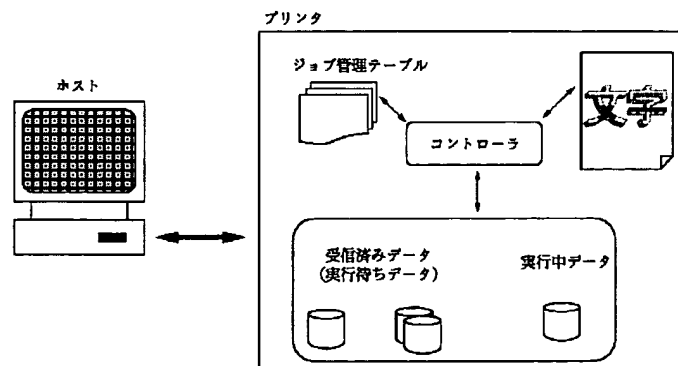 プリンタ
ホスト
ジョブ管理テーブル
文字
コントローラ
受信済みデータ
(実行待ちデータ)
実行中データ